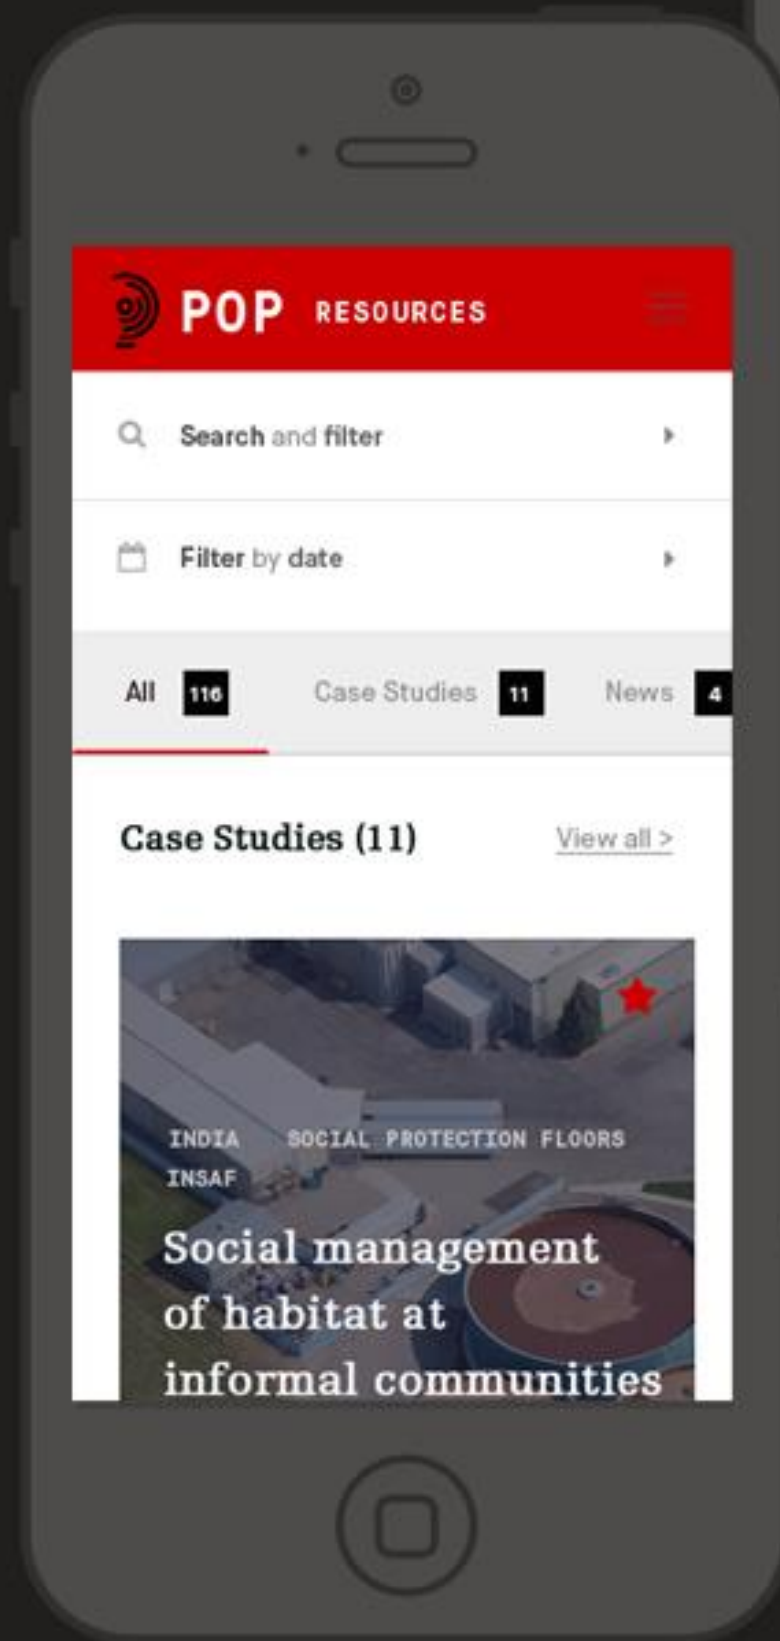 POP RESOURCES
Search and filter
Filter by date
All 116 Case Studies 11 News 4
Case Studies (11) View all >
INDIA SOCIAL PROTECTION FLOORS
INSAF
Social management
of habitat at
informal communities